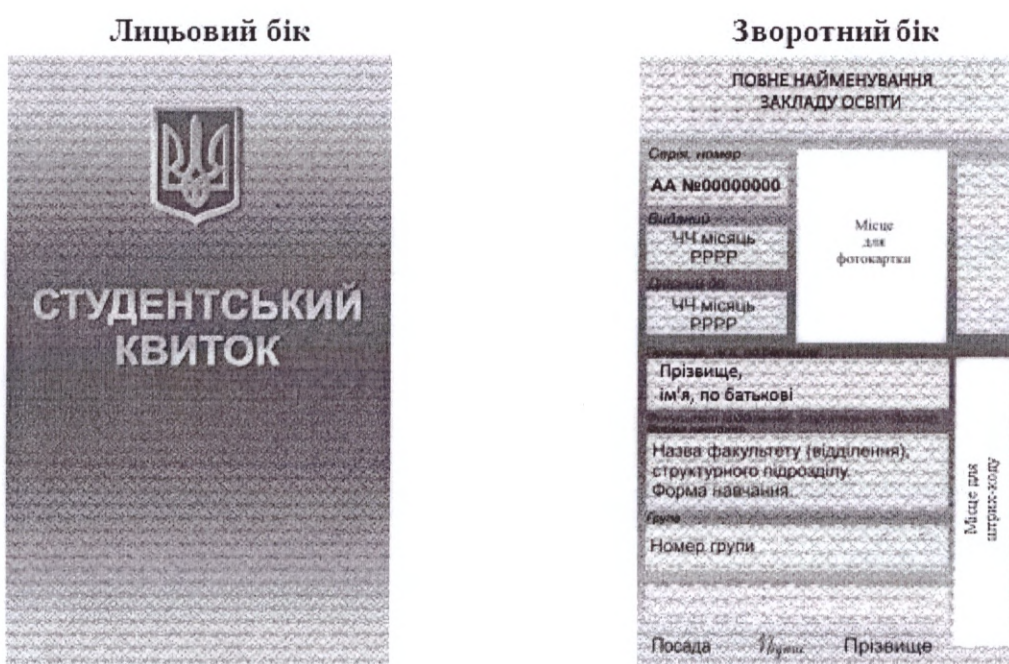 Лицьовий бік
СТУДЕНТСЬКИЙ
КВИТОК
Зворотний бік
ПОВНЕ НАЙМЕНУВАННЯ
ЗАКЛАДУ ОСВІТИ
Серія, номер
АА №00000000
Виданий
ЧЧ місяць
РРРР
Дійсний до
ЧЧ місяць
РРРР
Місце
для
фотокартки
Прізвище,
ім'я, по батькові
Назва факультету (відділення),
структурного підрозділу.
Форма навчання.
Група
Номер групи
Місце для
штрих-коду
Посада Прізвище